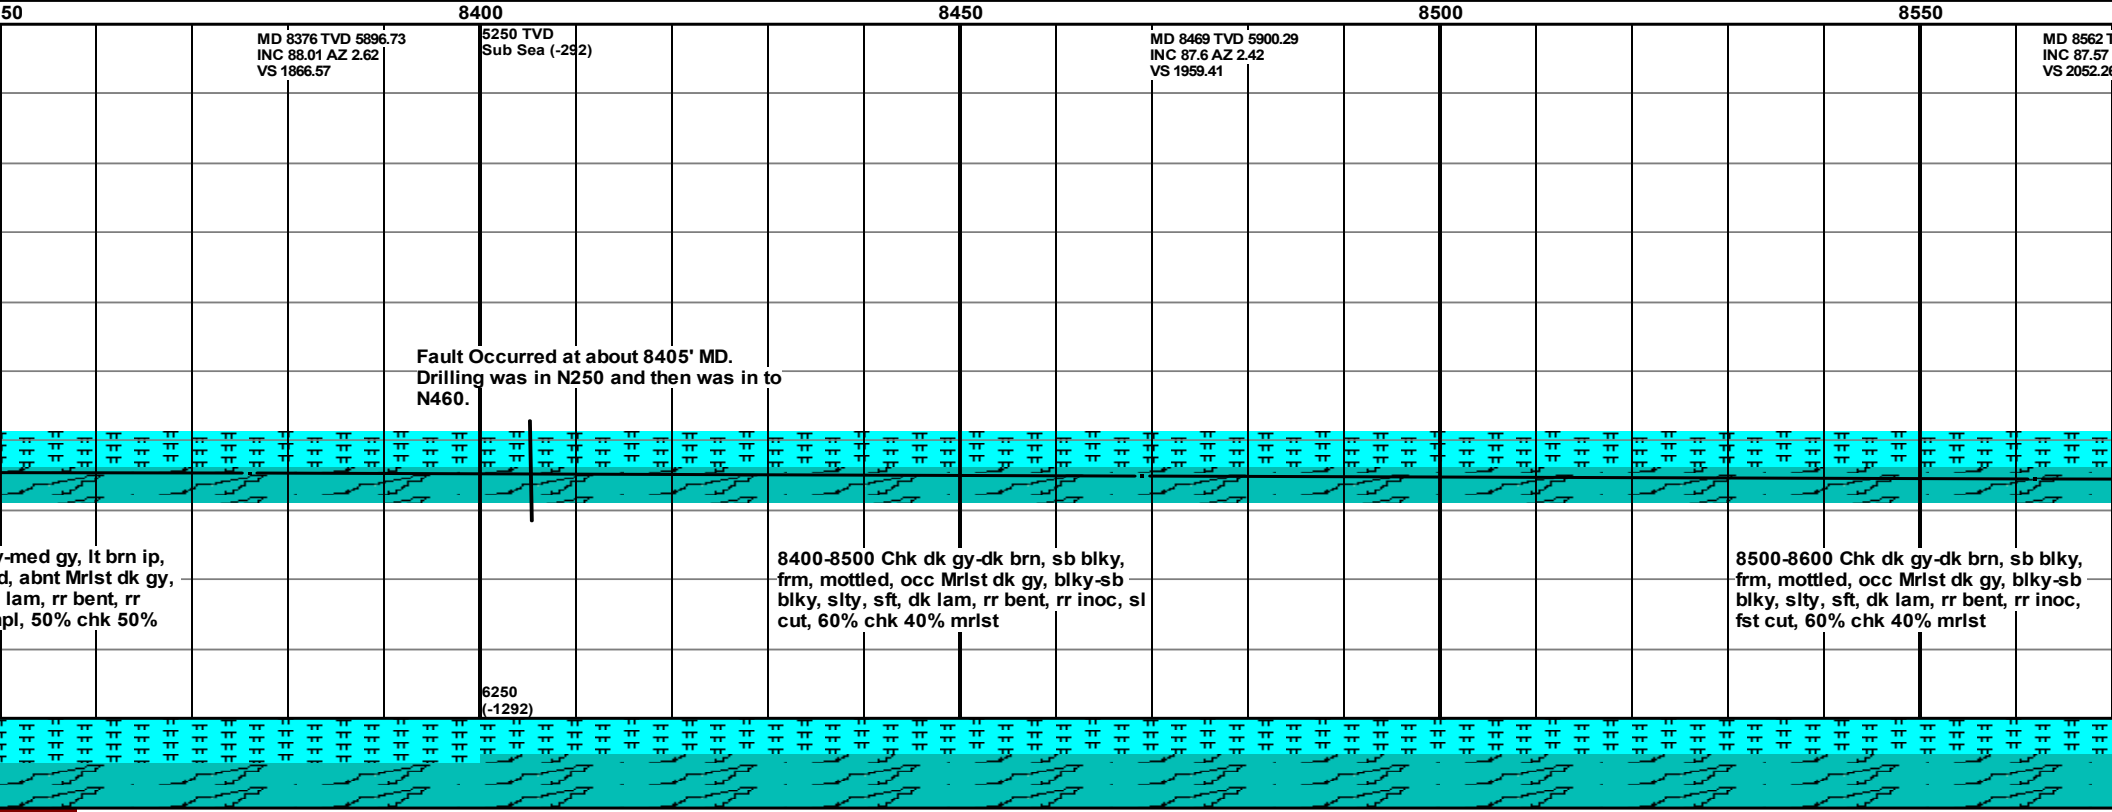 50 8400 8450 8500 8550
MD 8376 TVD 5896.73
INC 88.01 AZ 2.62
VS 1866.57
5250 TVD
Sub Sea (-292)
MD 8469 TVD 5900.29
INC 87.6 AZ 2.42
VS 1959.41
MD 8562 T
INC 87.57
VS 2052.26
Fault Occurred at about 8405' MD.
Drilling was in N250 and then was in to
N460.
y-med gy, lt brn ip,
d, abnt Mrlst dk gy,
lam, rr bent, rr
pl, 50% chk 50%
8400-8500 Chk dk gy-dk brn, sb blky,
frm, mottled, occ Mrlst dk gy, blky-sb
blky, slty, sft, dk lam, rr bent, rr inoc, sl
cut, 60% chk 40% mrlst
8500-8600 Chk dk gy-dk brn, sb blky,
frm, mottled, occ Mrlst dk gy, blky-sb
blky, slty, sft, dk lam, rr bent, rr inoc,
fst cut, 60% chk 40% mrlst
6250
(-1292)